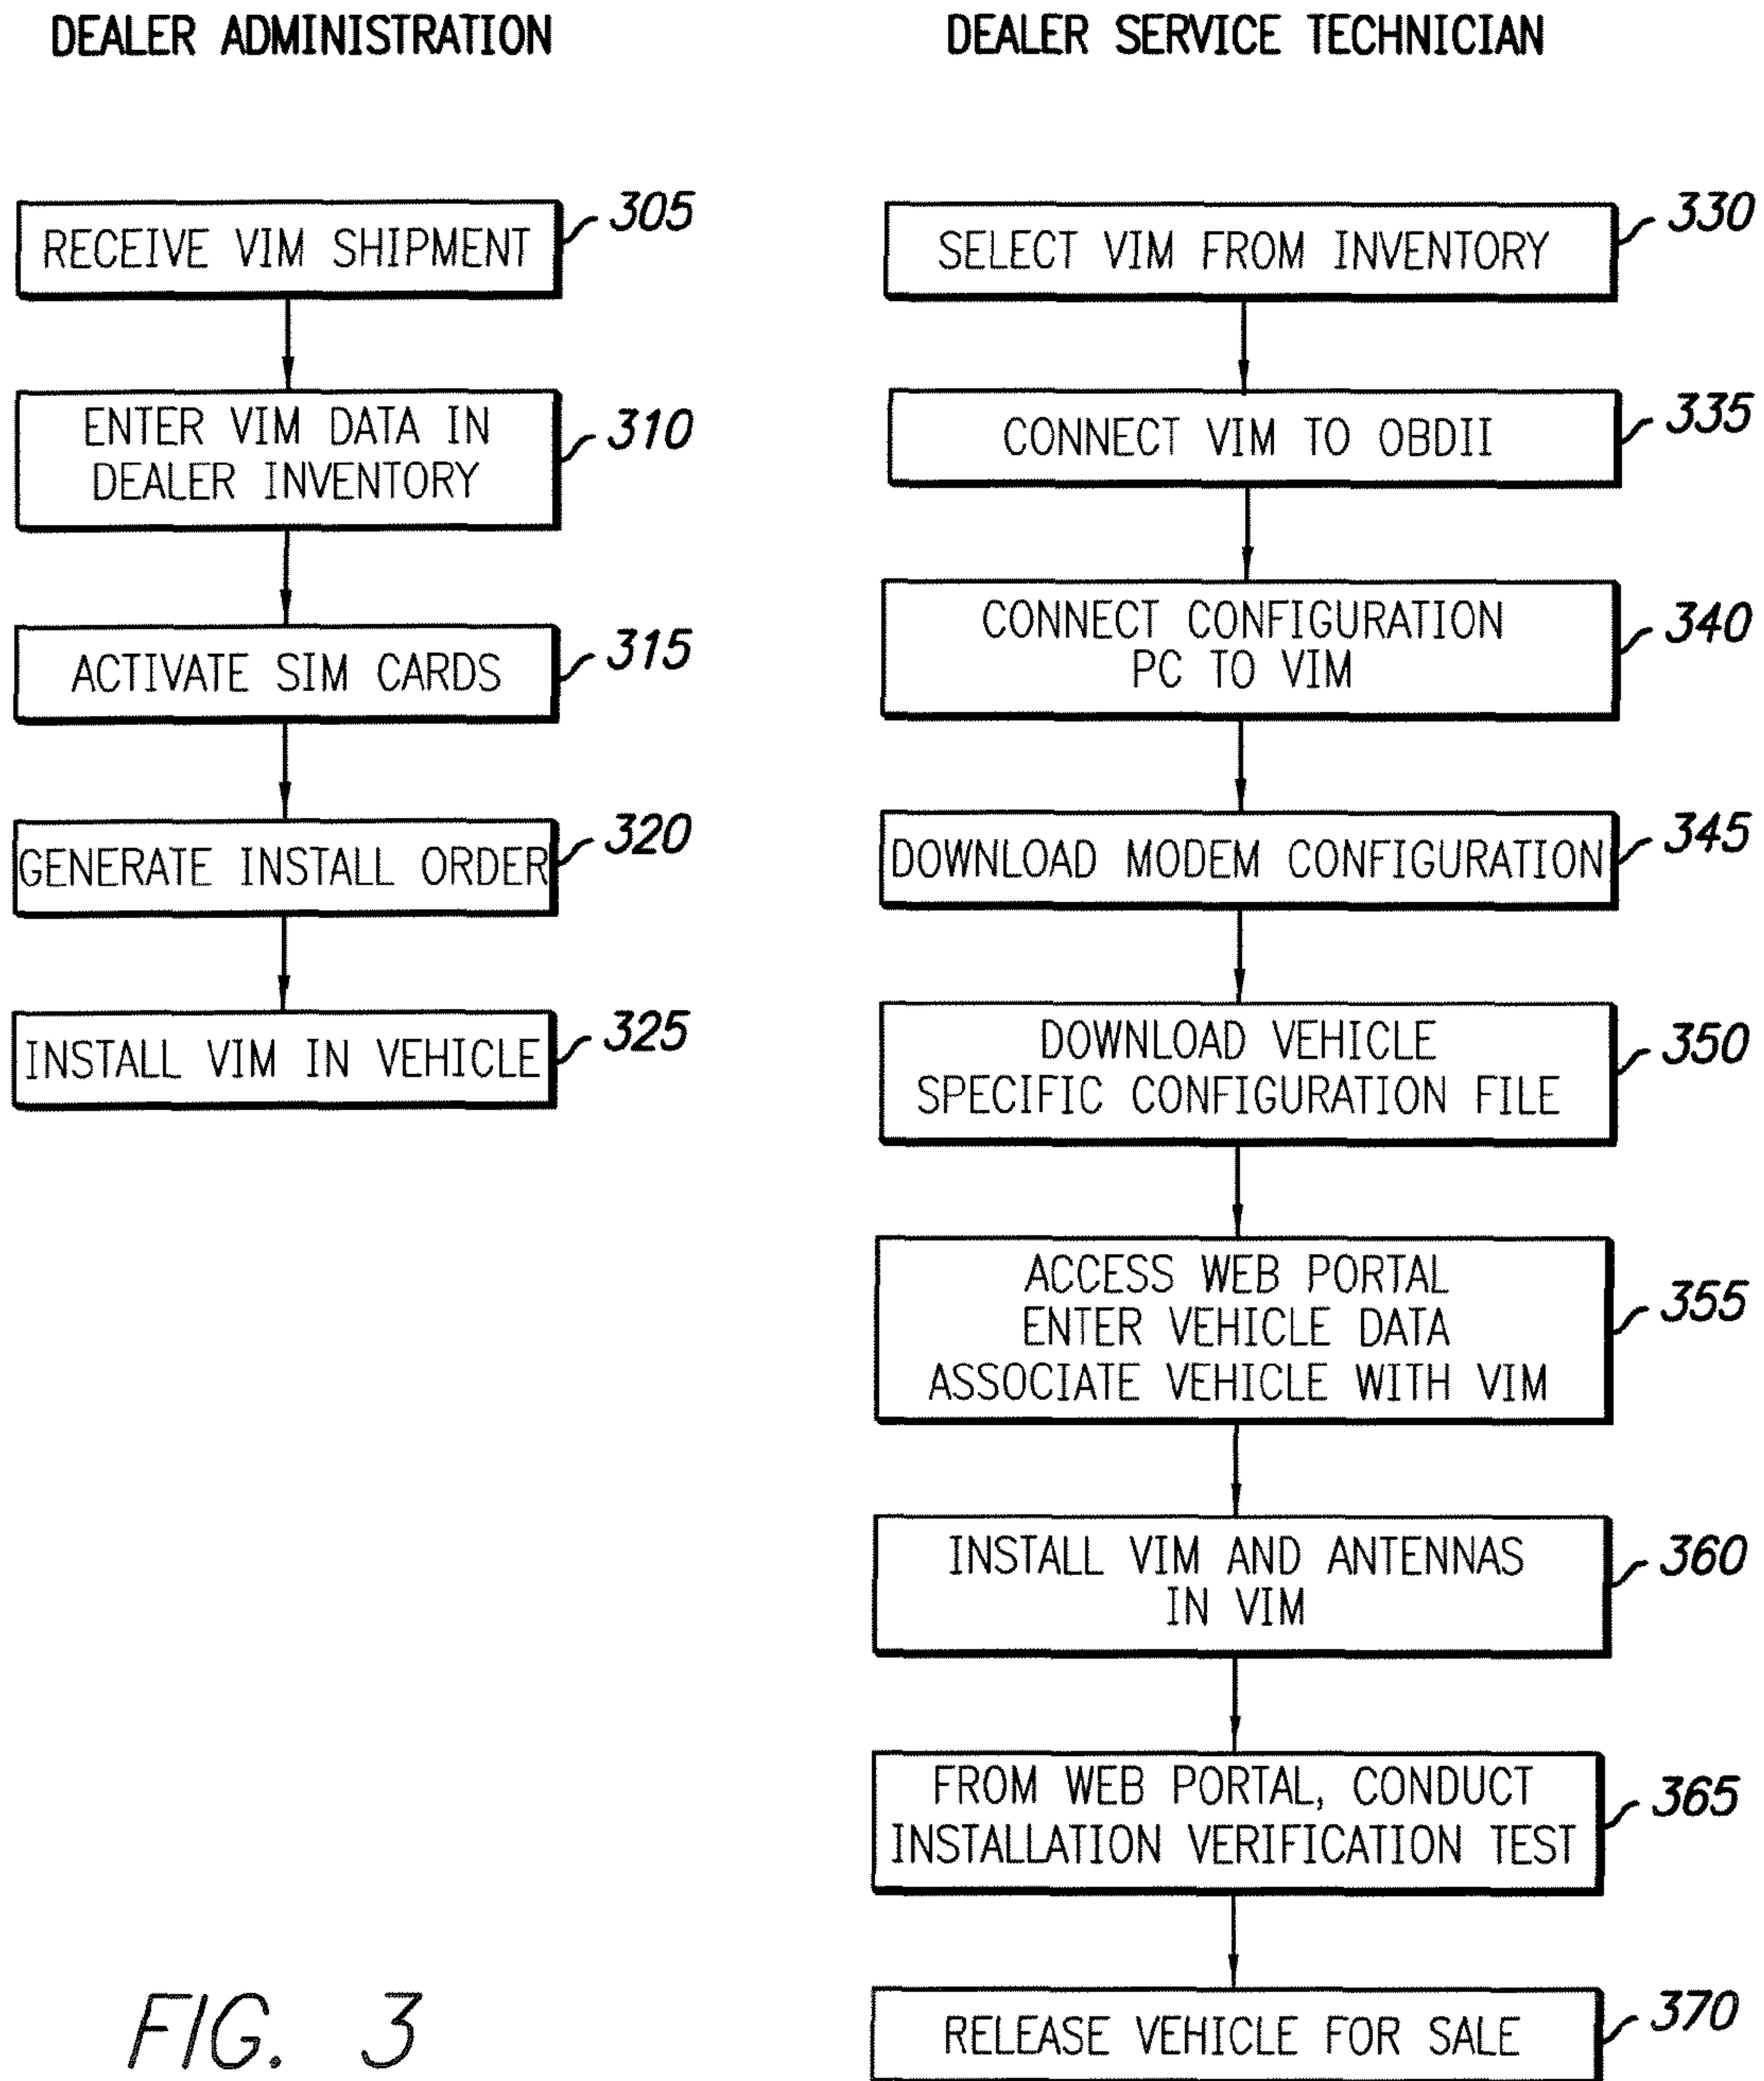 DEALER ADMINISTRATION
RECEIVE VIM SHIPMENT
305
ENTER VIM DATA IN
DEALER INVENTORY
310
ACTIVATE SIM CARDS
315
GENERATE INSTALL ORDER
320
INSTALL VIM IN VEHICLE
325
DEALER SERVICE TECHNICIAN
SELECT VIM FROM INVENTORY
330
CONNECT VIM TO OBDII
335
CONNECT CONFIGURATION
PC TO VIM
340
DOWNLOAD MODEM CONFIGURATION
345
DOWNLOAD VEHICLE
SPECIFIC CONFIGURATION FILE
350
ACCESS WEB PORTAL
ENTER VEHICLE DATA
ASSOCIATE VEHICLE WITH VIM
355
INSTALL VIM AND ANTENNAS
IN VIM
360
FROM WEB PORTAL, CONDUCT
INSTALLATION VERIFICATION TEST
365
RELEASE VEHICLE FOR SALE
370
FIG. 3